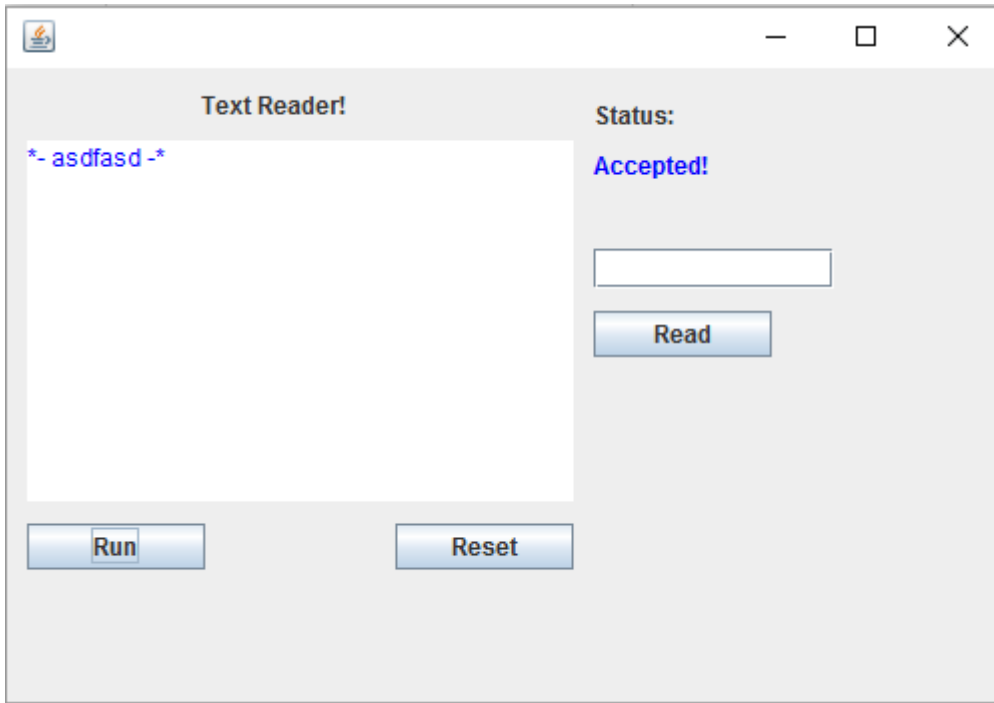 Text Reader!
*- asdfasd -*
Run
Reset
Status:
Accepted!
Read